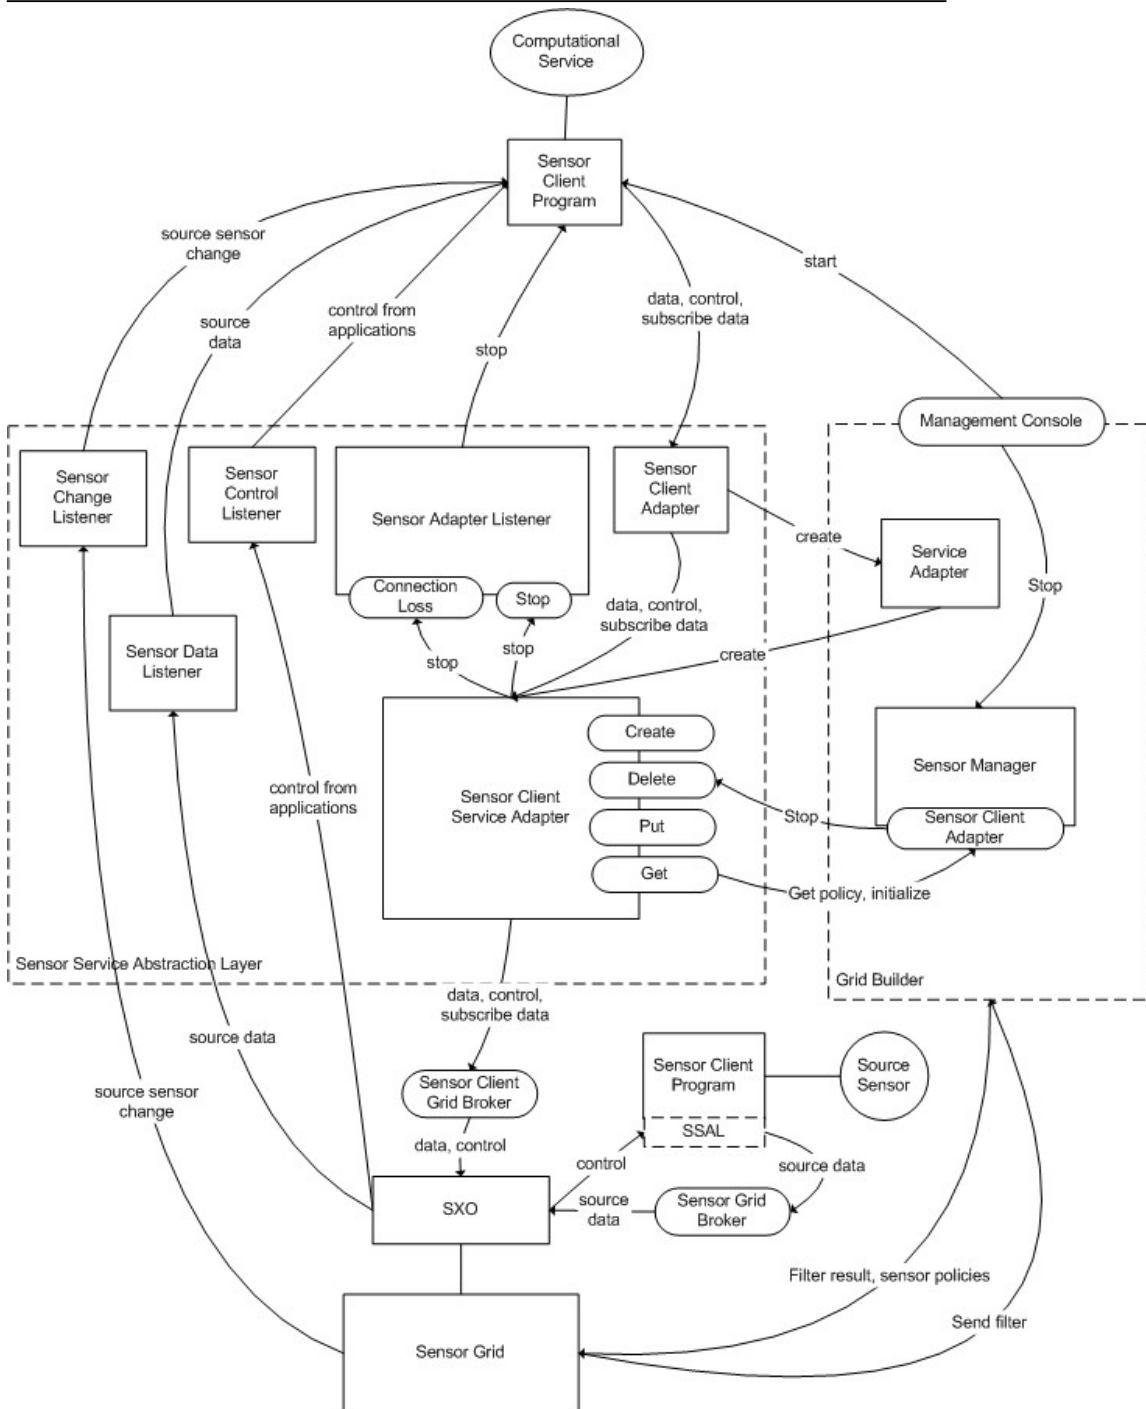 Computational
Service
Sensor
Client
Program
source sensor
change
start
data, control,
subscribe data
control from
applications
source
data
stop
Management Console
Sensor
Change
Listener
Sensor
Control
Listener
Sensor Adapter Listener
Sensor
Client
Adapter
create
Service
Adapter
Connection
Loss
Stop
Stop
data, control,
subscribe data
Sensor Data
Listener
stop
stop
create
Create
Delete
Put
Get
Sensor Client
Service Adapter
Sensor Manager
Sensor Client
Adapter
Stop
control from
applications
Get policy, initialize
Sensor Service Abstraction Layer
Grid Builder
data, control,
subscribe data
source data
Sensor Client
Program
Source
Sensor
Sensor Client
Grid Broker
source sensor
change
SSAL
data, control
control
source data
SXO
source
data
Sensor Grid
Broker
Filter result, sensor policies
Send filter
Sensor Grid